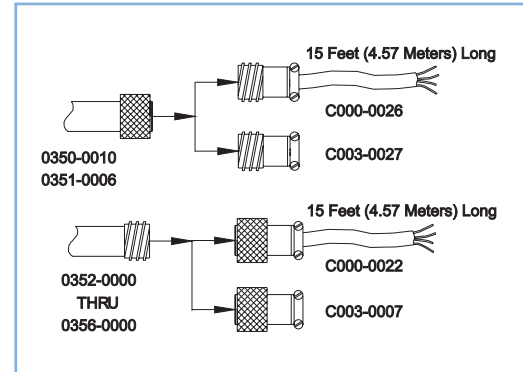 15 Feet (4.57 Meters) Long
C000-0026
0350-0010
0351-0006
C003-0027
15 Feet (4.57 Meters) Long
C000-0022
0352-0000
THRU
0356-0000
C003-0007